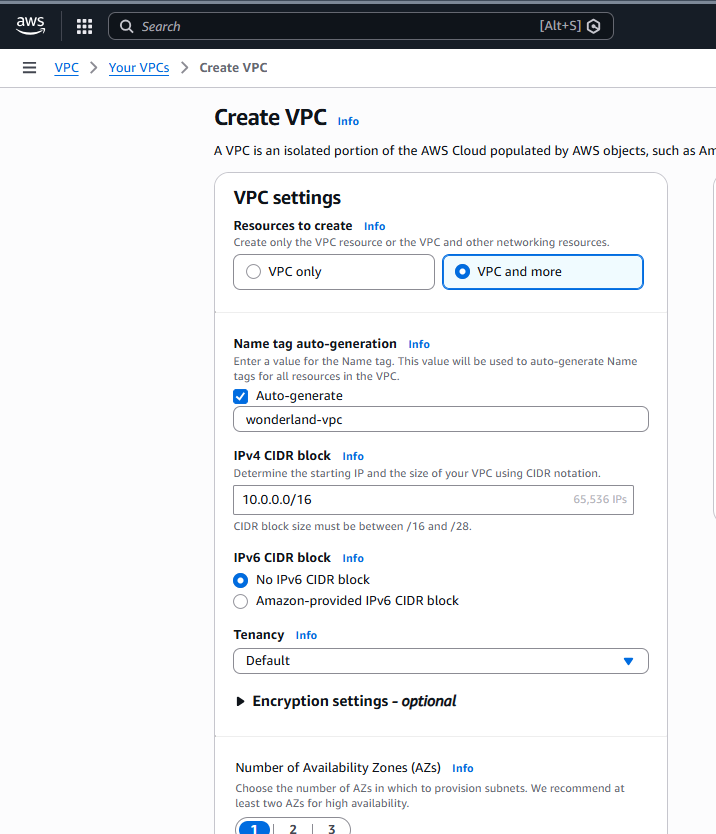 aws
Search [Alt+S]
VPC > Your VPCs > Create VPC
Create VPC Info
A VPC is an isolated portion of the AWS Cloud populated by AWS objects, such as
VPC settings
Resources to create Info
Create only the VPC resource or the VPC and other networking resources.
VPC only
VPC and more
Name tag auto-generation Info
Enter a value for the Name tag. This value will be used to auto-generate Name
tags for all resources in the VPC.
Auto-generate
wonderland-vpc
IPv4 CIDR block Info
Determine the starting IP and the size of your VPC using CIDR notation.
10.0.0.0/16 65,536 IPs
CIDR block size must be between /16 and /28.
IPv6 CIDR block Info
No IPv6 CIDR block
Amazon-provided IPv6 CIDR block
Tenancy Info
Default
Encryption settings - optional
Number of Availability Zones (AZs) Info
Choose the number of AZs in which to provision subnets. We recommend at
least two AZs for high availability.
1 2 3